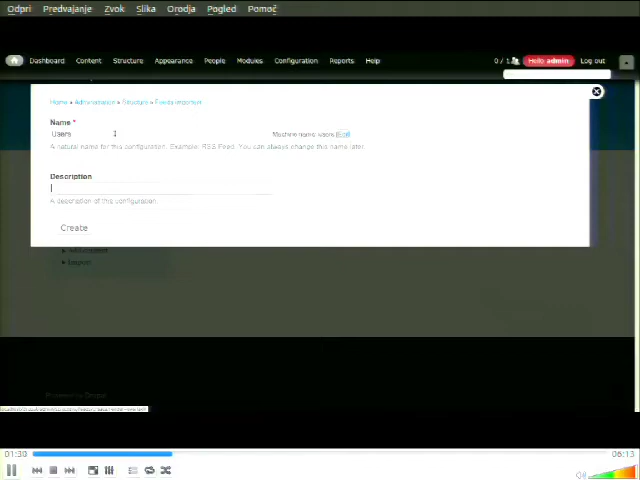 Odpri Predvajanje Zvok Slika Orodja Pogled Pomoč
Dashboard Content Structure Appearance People Modules Configuration Reports Help Hello admin Log out
Home » Administration » Structure » Feeds importers
Name *
Users
Machine name: users [Edit]
A natural name for this configuration. Example: RSS Feed. You can always change this name later.
Description
A description of this configuration.
Create
01:30
06:13